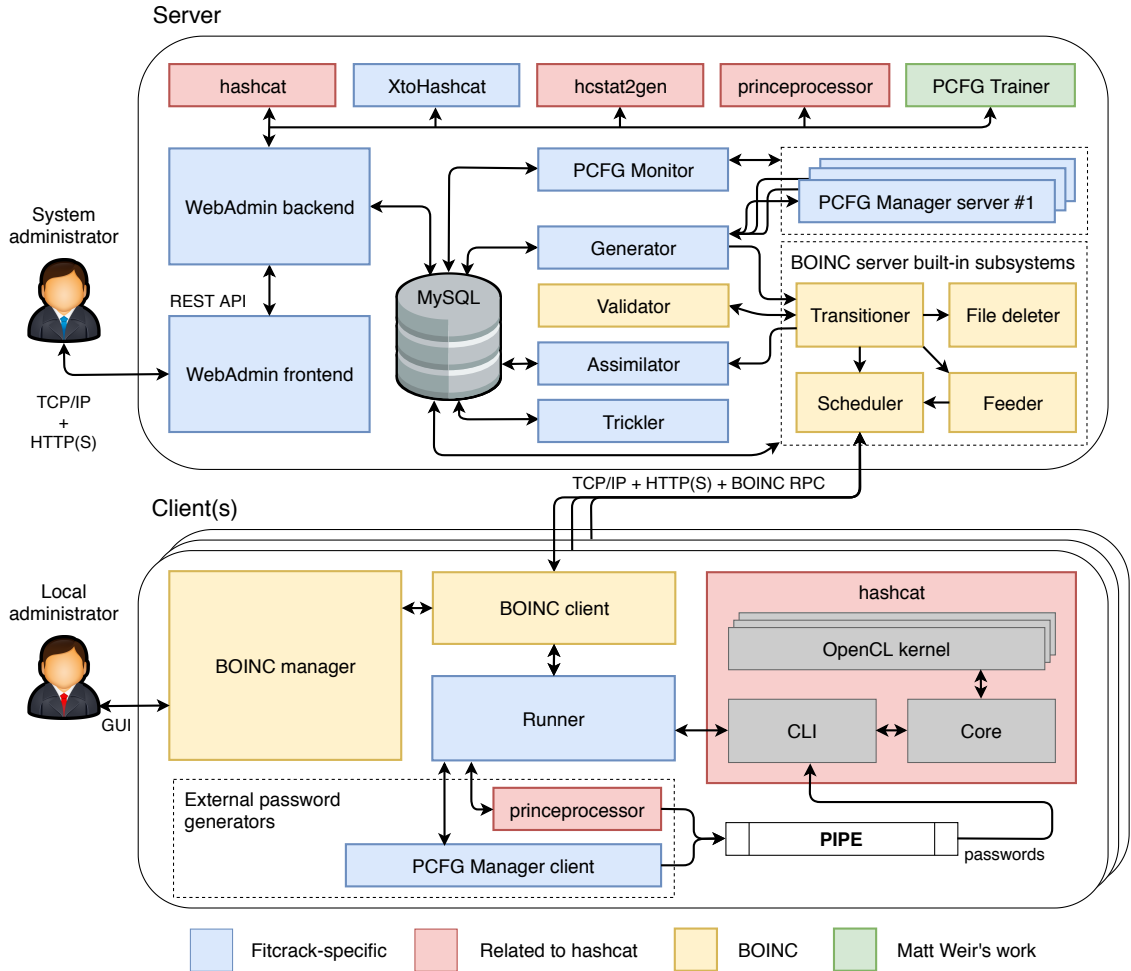 Server
hashcat
XtoHashcat
hcstat2gen
princeprocessor
PCFG Trainer
WebAdmin backend
PCFG Monitor
PCFG Manager server #1
System
administrator
Generator
BOINC server built-in subsystems
REST API
MySQL
Validator
Transitioner
File deleter
WebAdmin frontend
Assimilator
TCP/IP
+
HTTP(S)
Scheduler
Feeder
Trickler
TCP/IP + HTTP(S) + BOINC RPC
Client(s)
Local
administrator
BOINC manager
BOINC client
hashcat
OpenCL kernel
GUI
Runner
CLI
Core
External password
generators
princeprocessor
PCFG Manager client
PIPE
passwords
Fitcrack-specific
Related to hashcat
BOINC
Matt Weir's work